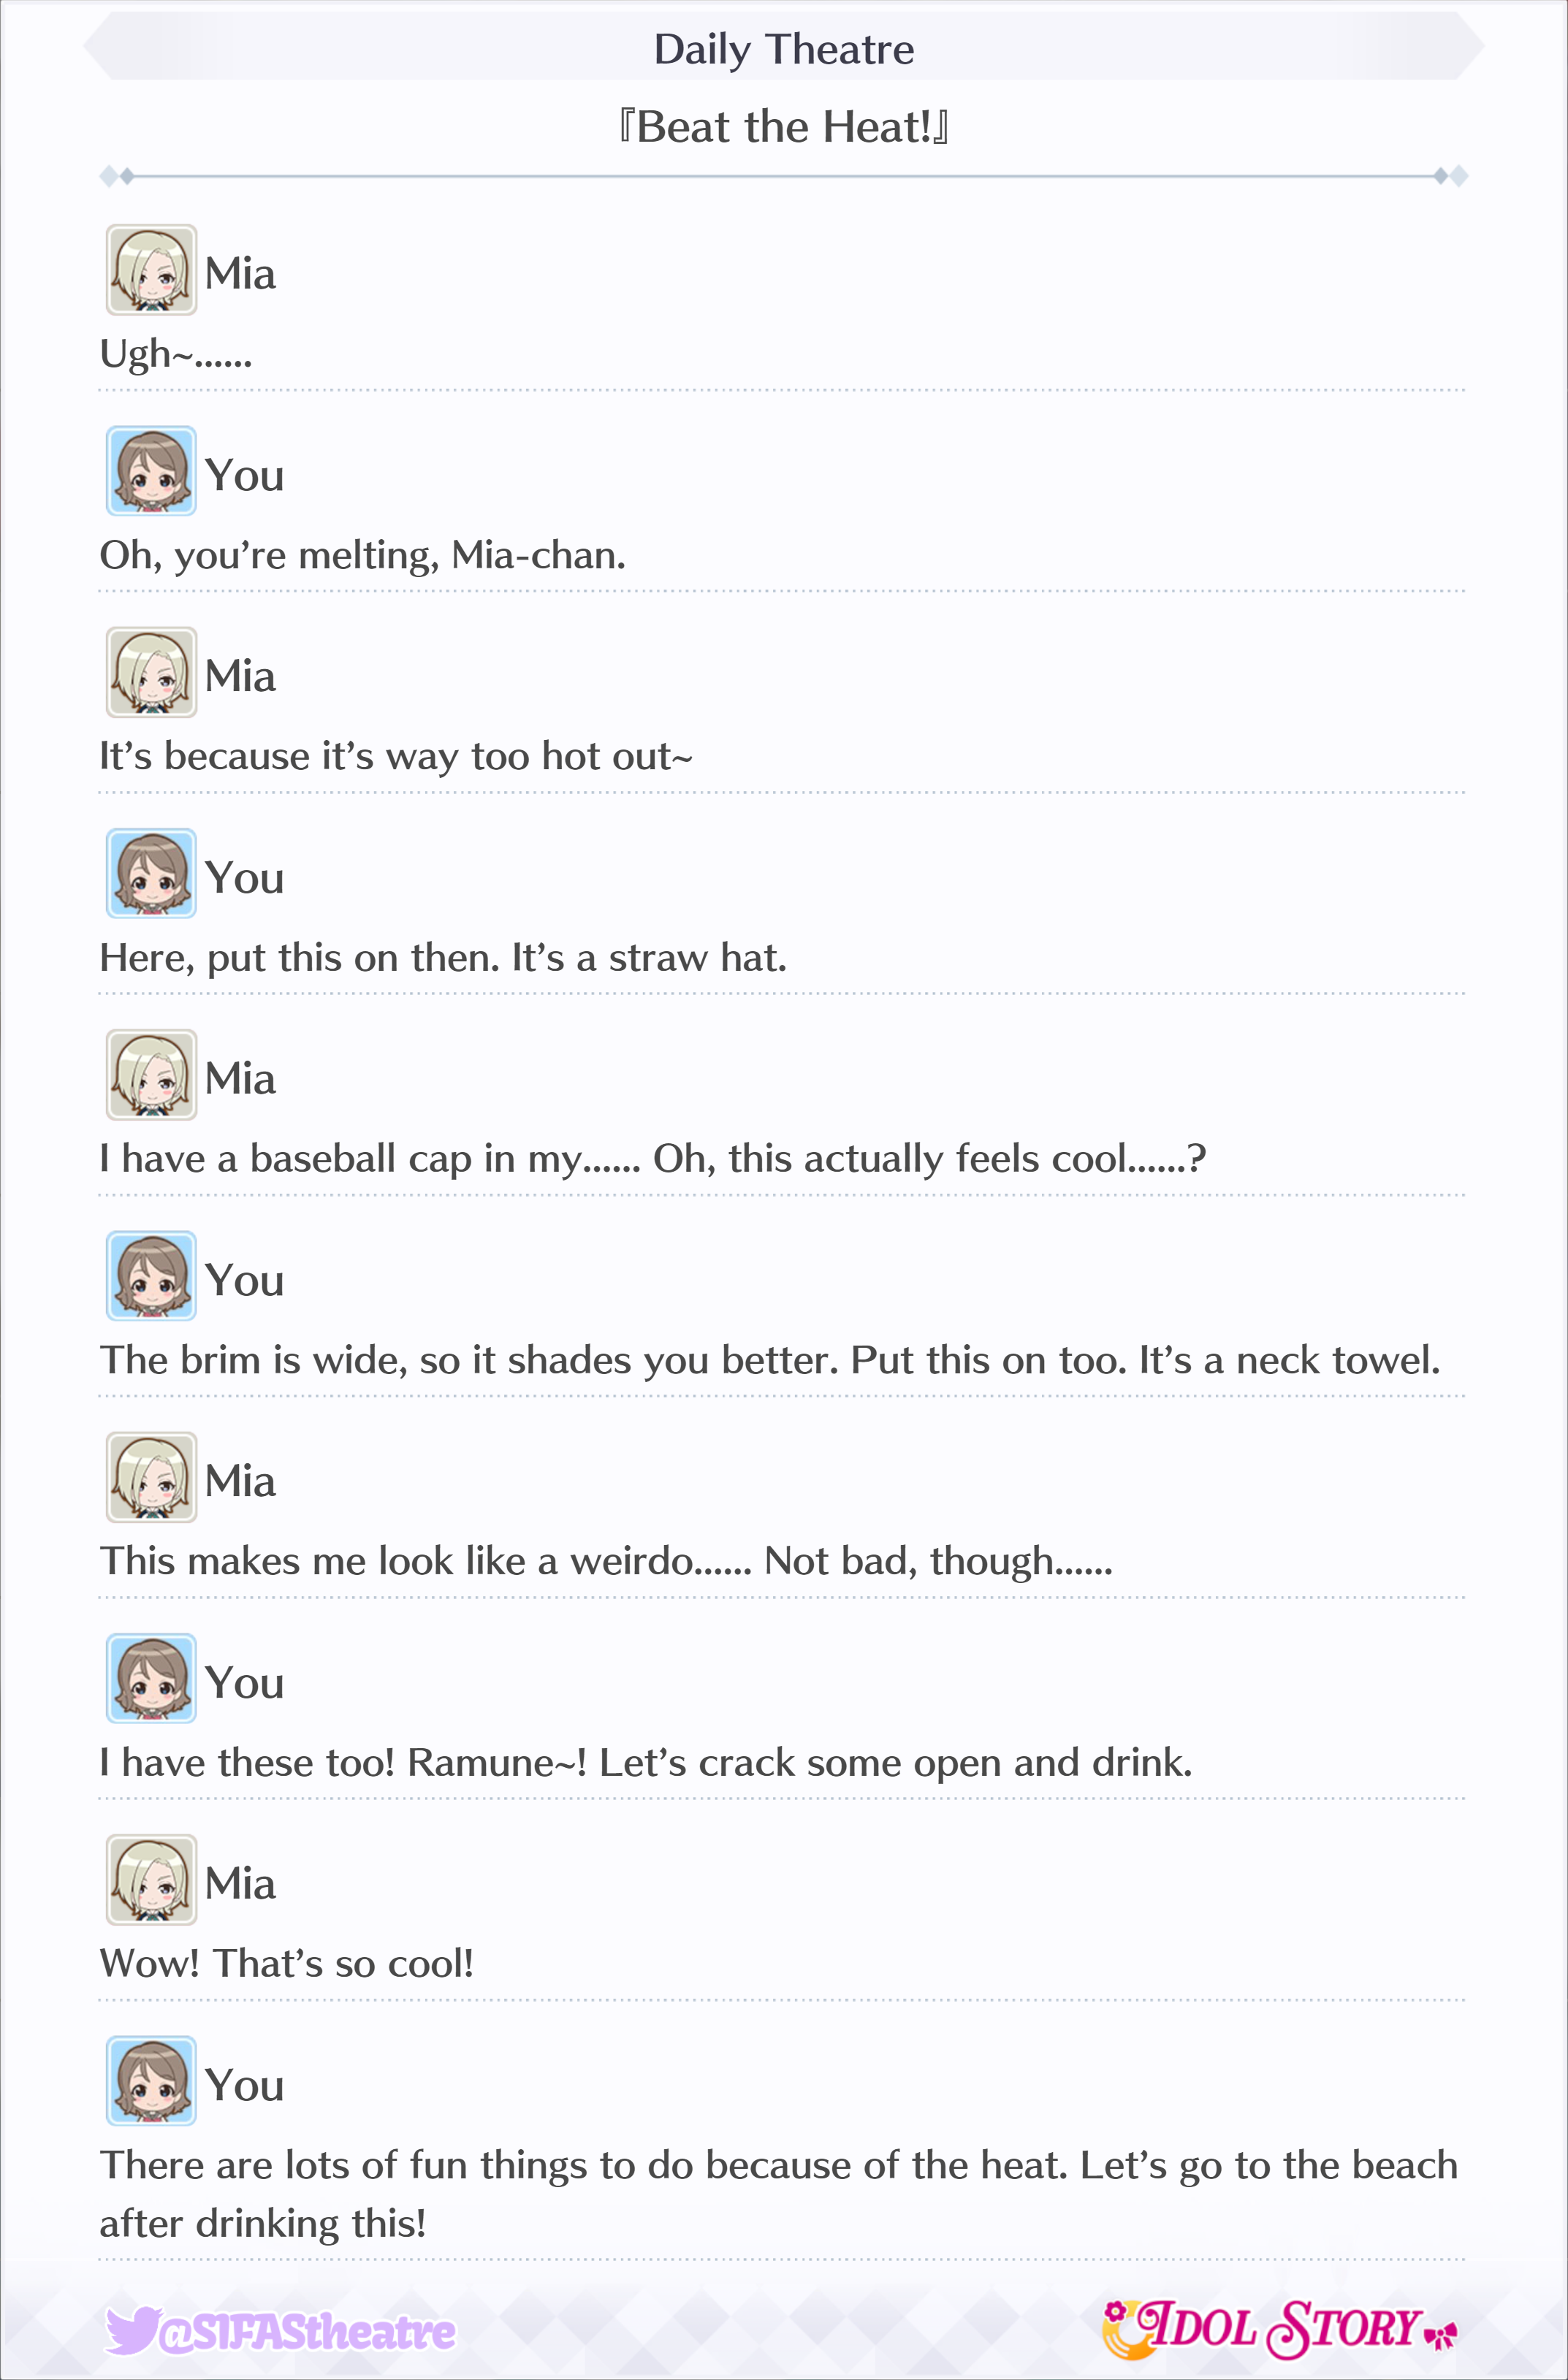 Daily Theatre
『Beat the Heat!』
Mia
Ugh~......
You
Oh, you’re melting, Mia-chan.
Mia
It’s because it’s way too hot out~
You
Here, put this on then. It’s a straw hat.
Mia
I have a baseball cap in my...... Oh, this actually feels cool......?
You
The brim is wide, so it shades you better. Put this on too. It’s a neck towel.
Mia
This makes me look like a weirdo...... Not bad, though......
You
I have these too! Ramune~! Let’s crack some open and drink.
Mia
Wow! That’s so cool!
You
There are lots of fun things to do because of the heat. Let’s go to the beach
after drinking this!
@SIFAStheatre
IDOL STORY